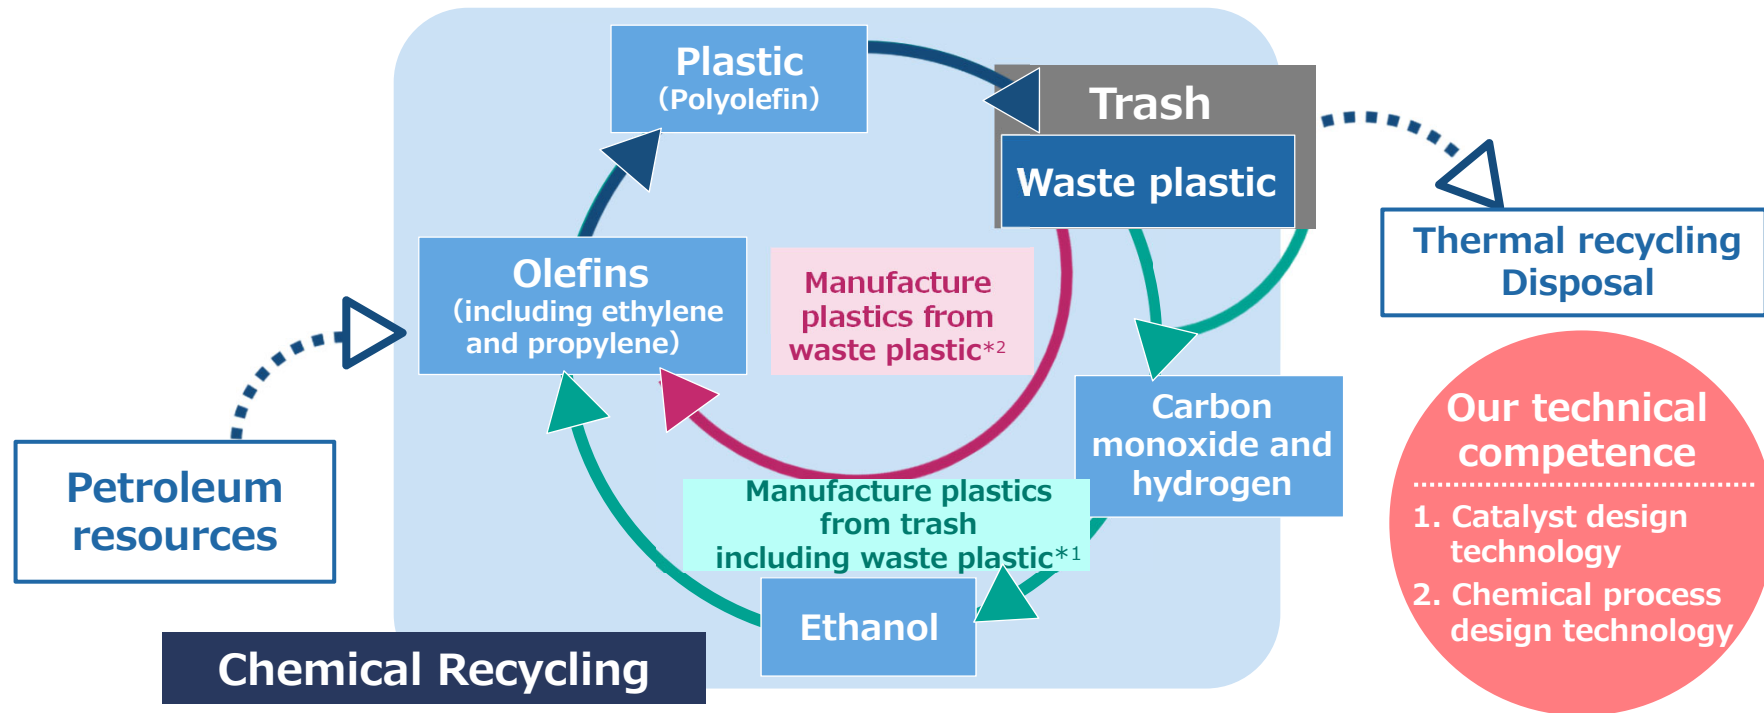 Plastic
(Polyolefin)
Trash
Waste plastic
Thermal recycling
Disposal
Olefins
(including ethylene
and propylene)
Manufacture
plastics from
waste plastic*2
Carbon
monoxide and
hydrogen
Petroleum
resources
Manufacture plastics
from trash
including waste plastic*1
Ethanol
Chemical Recycling
Our technical
competence
1. Catalyst design
technology
2. Chemical process
design technology